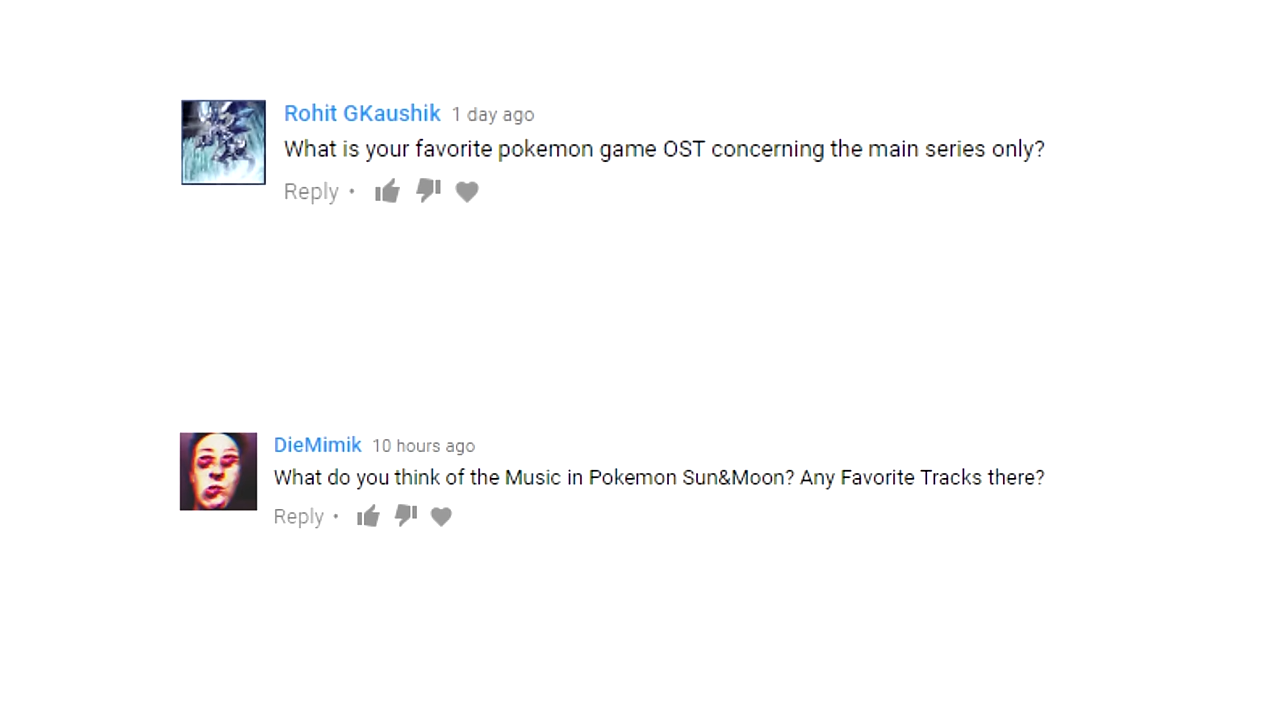 Rohit GKaushik 1 day ago
What is your favorite pokemon game OST concerning the main series only?
Reply •
DieMimik 10 hours ago
What do you think of the Music in Pokemon Sun&Moon? Any Favorite Tracks there?
Reply •